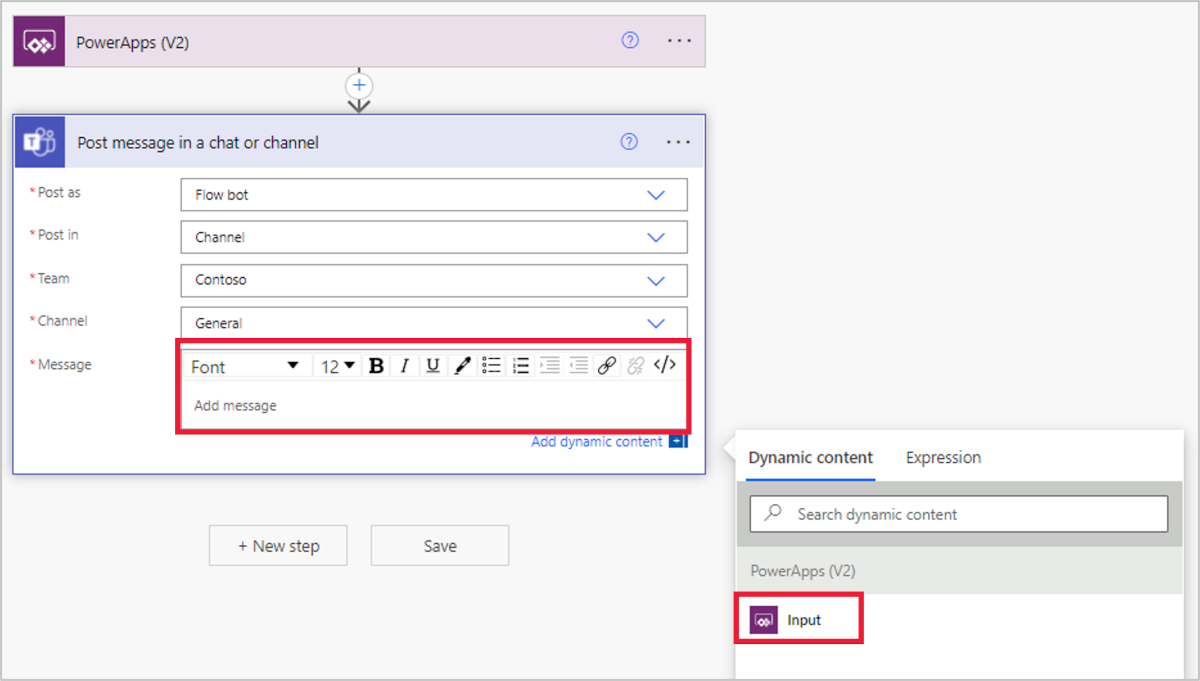 PowerApps (V2)
Post message in a chat or channel
*Post as
Flow bot
*Post in
Channel
*Team
Contoso
*Channel
General
*Message
Font 12 B I U </>
Add message
Add dynamic content
Dynamic content Expression
Search dynamic content
PowerApps (V2)
Input
+ New step Save